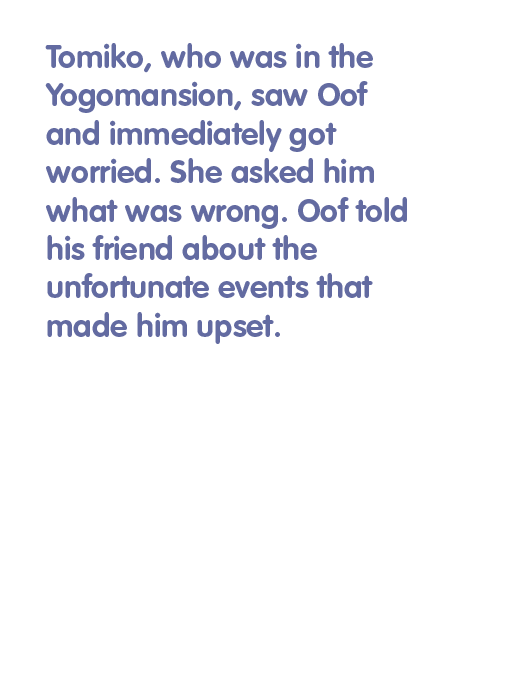 Tomiko, who was in the
Yogomansion, saw Oof
and immediately got
worried. She asked him
what was wrong. Oof told
his friend about the
unfortunate events that
made him upset.